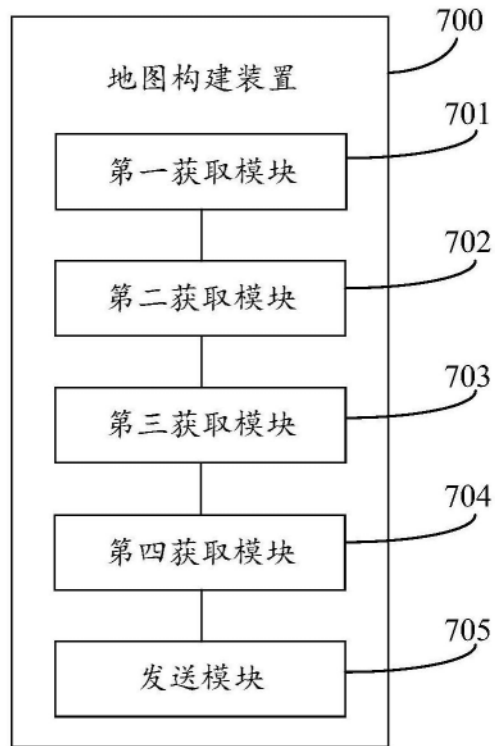 700
地图构建装置
701
第一获取模块
702
第二获取模块
703
第三获取模块
704
第四获取模块
705
发送模块